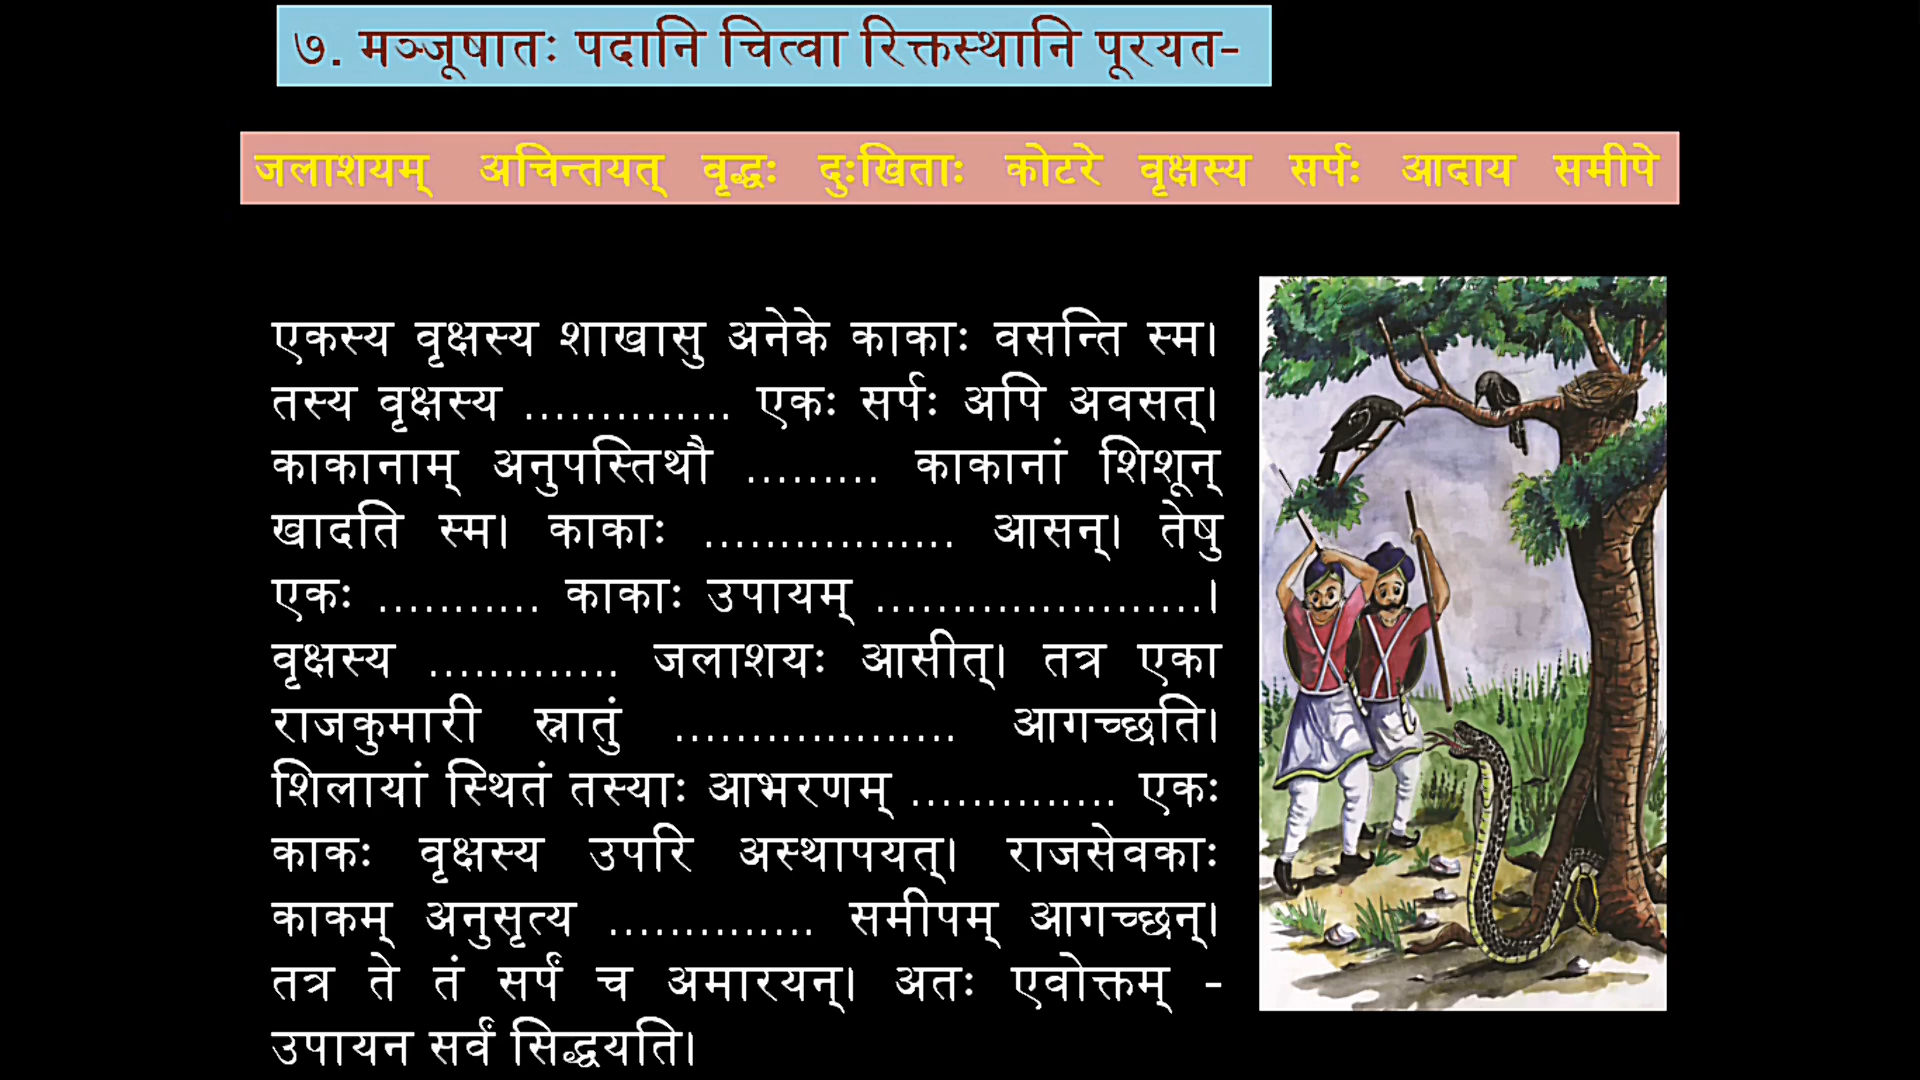 ७. मञ्जूषातः पदानि चित्वा रिक्तस्थानि पूरयत-
जलाशयम् अचिन्तयत् वृद्धः दुःखिताः कोटरे वृक्षस्य सर्पः आदाय समीपे
एकस्य वृक्षस्य शाखासु अनेके काकाः वसन्ति स्म।
तस्य वृक्षस्य .............. एकः सर्पः अपि अवसत्।
काकानाम् अनुपस्तिथौ ......... काकानां शिशून्
खादति स्म। काकाः ................. आसन्। तेषु
एकः ........... काकाः उपायम् ......................।
वृक्षस्य ............. जलाशयः आसीत्। तत्र एका
राजकुमारी स्नातुं ................... आगच्छति।
शिलायां स्थितं तस्याः आभरणम् .............. एकः
काकः वृक्षस्य उपरि अस्थापयत्। राजसेवकाः
काकम् अनुसृत्य .............. समीपम् आगच्छन्।
तत्र ते तं सर्पं च अमारयन्। अतः एवोक्तम् -
उपायन सर्वं सिद्धयति।